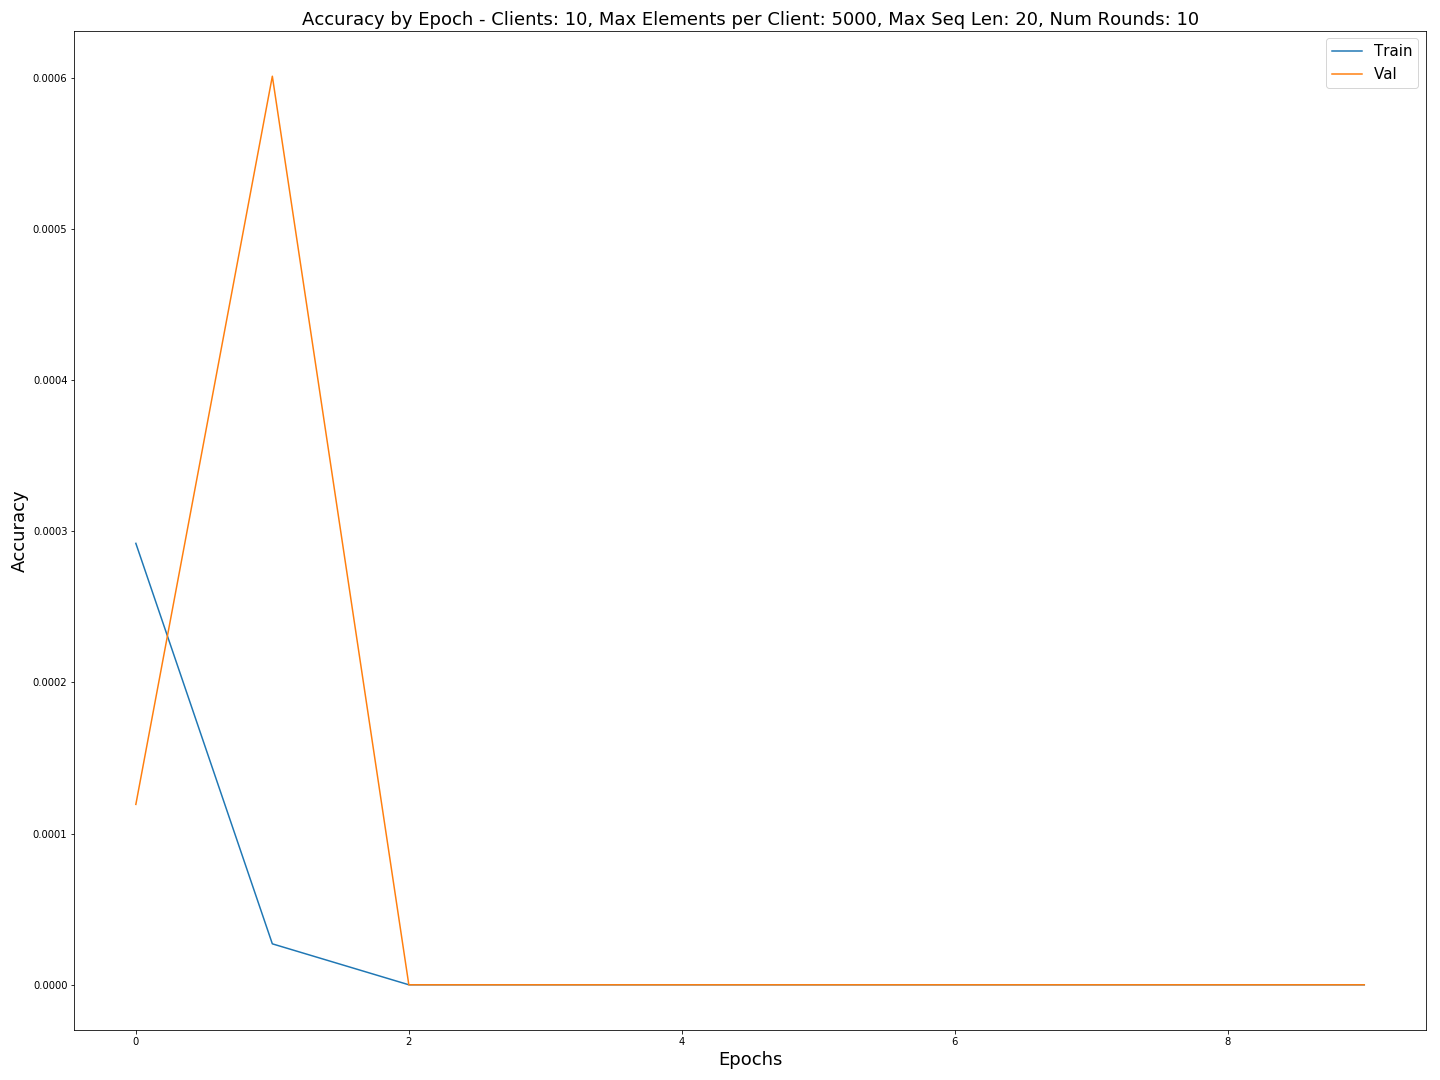 Accuracy by Epoch - Clients: 10, Max Elements per Client: 5000, Max Seq Len: 20, Num Rounds: 10
Train
Val
0.0006
0.0005
0.0004
0.0003
0.0002
0.0001
0.0000
Accuracy
0 2 4 6 8
Epochs